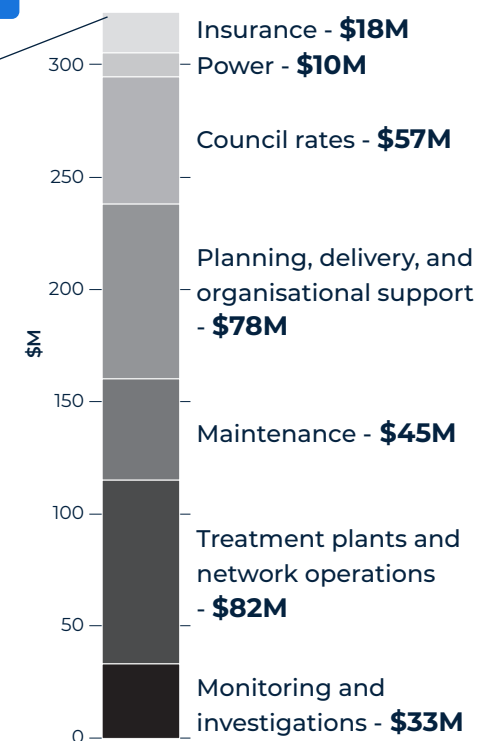 Insurance - $18M
300
Power - $10M
Council rates - $57M
250
Planning, delivery, and
200
organisational support
- $78M
$M
150
Maintenance - $45M
100
Treatment plants and
network operations
- $82M
50
Monitoring and
investigations - $33M
0